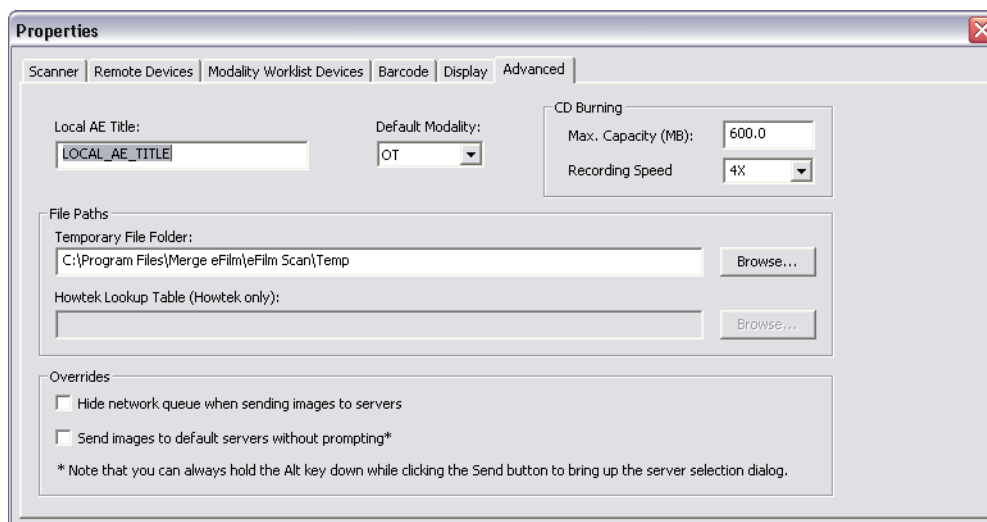 Properties
Scanner Remote Devices Modality Worklist Devices Barcode Display Advanced
Local AE Title:
LOCAL_AE_TITLE
Default Modality:
OT
CD Burning
Max. Capacity (MB): 600.0
Recording Speed 4X
File Paths
Temporary File Folder:
C:\Program Files\Merge eFilm\eFilm Scan\Temp Browse...
Howtek Lookup Table (Howtek only):
Browse...
Overrides
Hide network queue when sending images to servers
Send images to default servers without prompting*
* Note that you can always hold the Alt key down while clicking the Send button to bring up the server selection dialog.